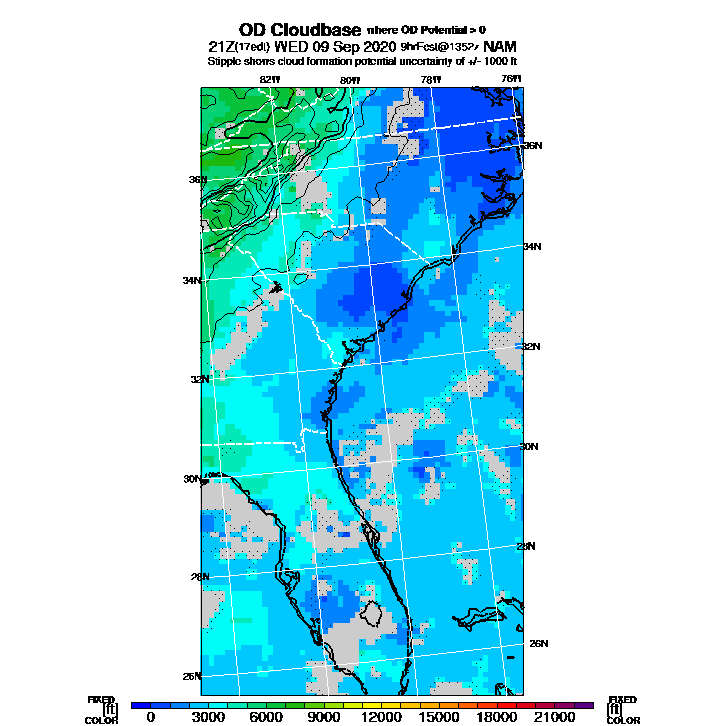 OD Cloudbase where OD Potential > 0
21Z(17edt) WED 09 Sep 2020 9hrFcst@1352z NAM
Stipple shows cloud formation potential uncertainty of +/- 1000 ft
82W 80W 78W 76W
36N
36N
34N
34N
32N
32N
30N
30N
28N
28N
26N
26N
FIXED FIXED
[ft] [ft]
COLOR COLOR
0 3000 6000 9000 12000 15000 18000 21000